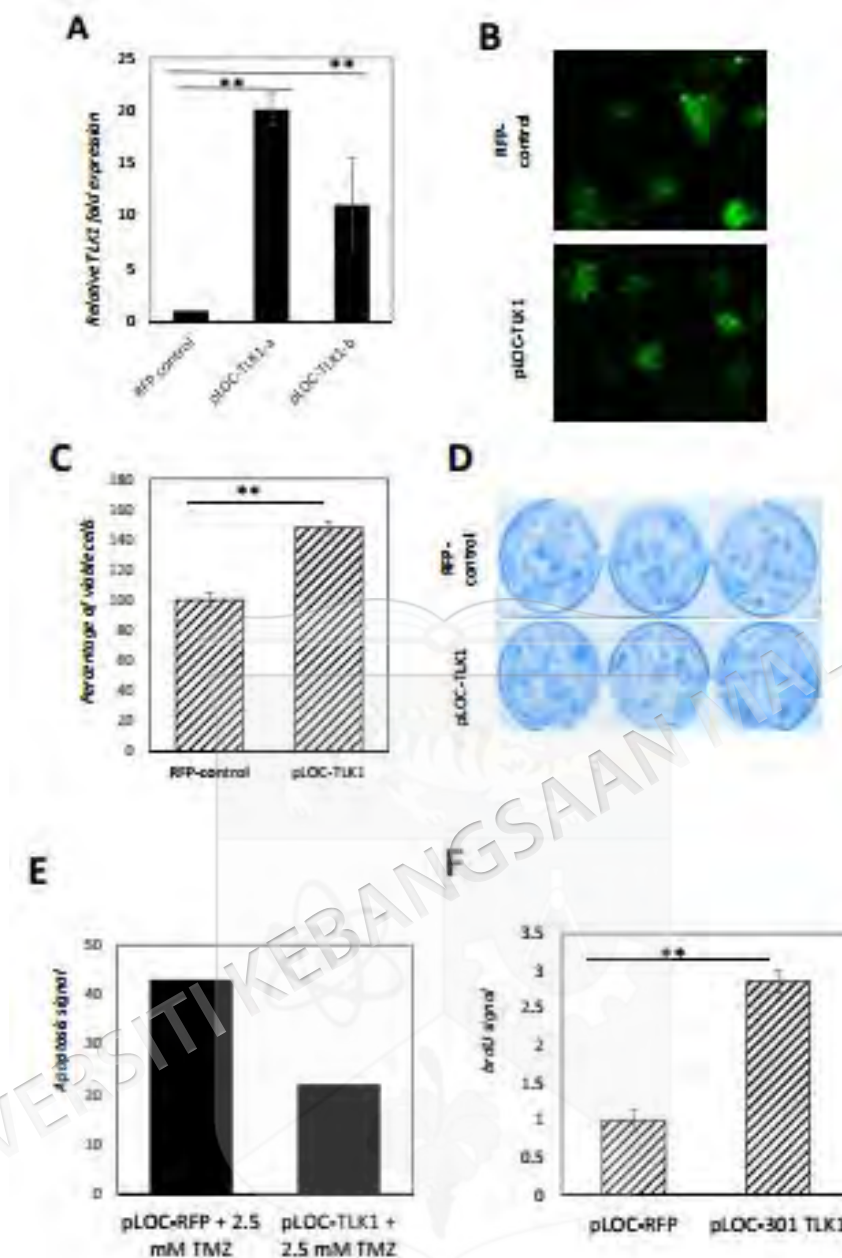 A
Relative TLK1 fold expression
25
20
15
10
5
0
**
**
RFP control
pLOC-TLK1-a
pLOC-TLK1-b
B
RFP-
control
pLOC-TLK1
C
Percentage of viable cells
180
160
140
120
100
80
60
40
20
0
**
RFP-control
pLOC-TLK1
D
RFP-
control
pLOC-TLK1
E
Apoptosis signal
50
40
30
20
10
0
pLOC-RFP + 2.5
mM TMZ
pLOC-TLK1 +
2.5 mM TMZ
F
brdU signal
3.5
3
2.5
2
1.5
1
0.5
0
**
pLOC-RFP
pLOC-301 TLK1
VERSITI KEBANGSAAN MA